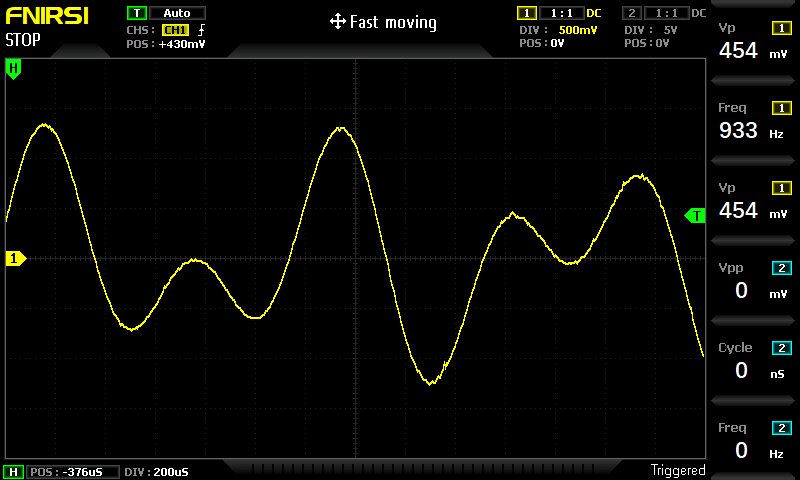 FNIRSI
STOP
T Auto
CHS: CH1
POS: +430mV
Fast moving
1 1:1 DC
DIV: 500mV
POS: 0V
2 1:1 DC
DIV: 5V
POS: 0V
H
1
T
Vp 1
454 mV
Freq 1
933 Hz
Vp 1
454 mV
Vpp 2
0 mV
Cycle 2
0 nS
Freq 2
0 Hz
H POS: -376uS DIV: 200uS
Triggered